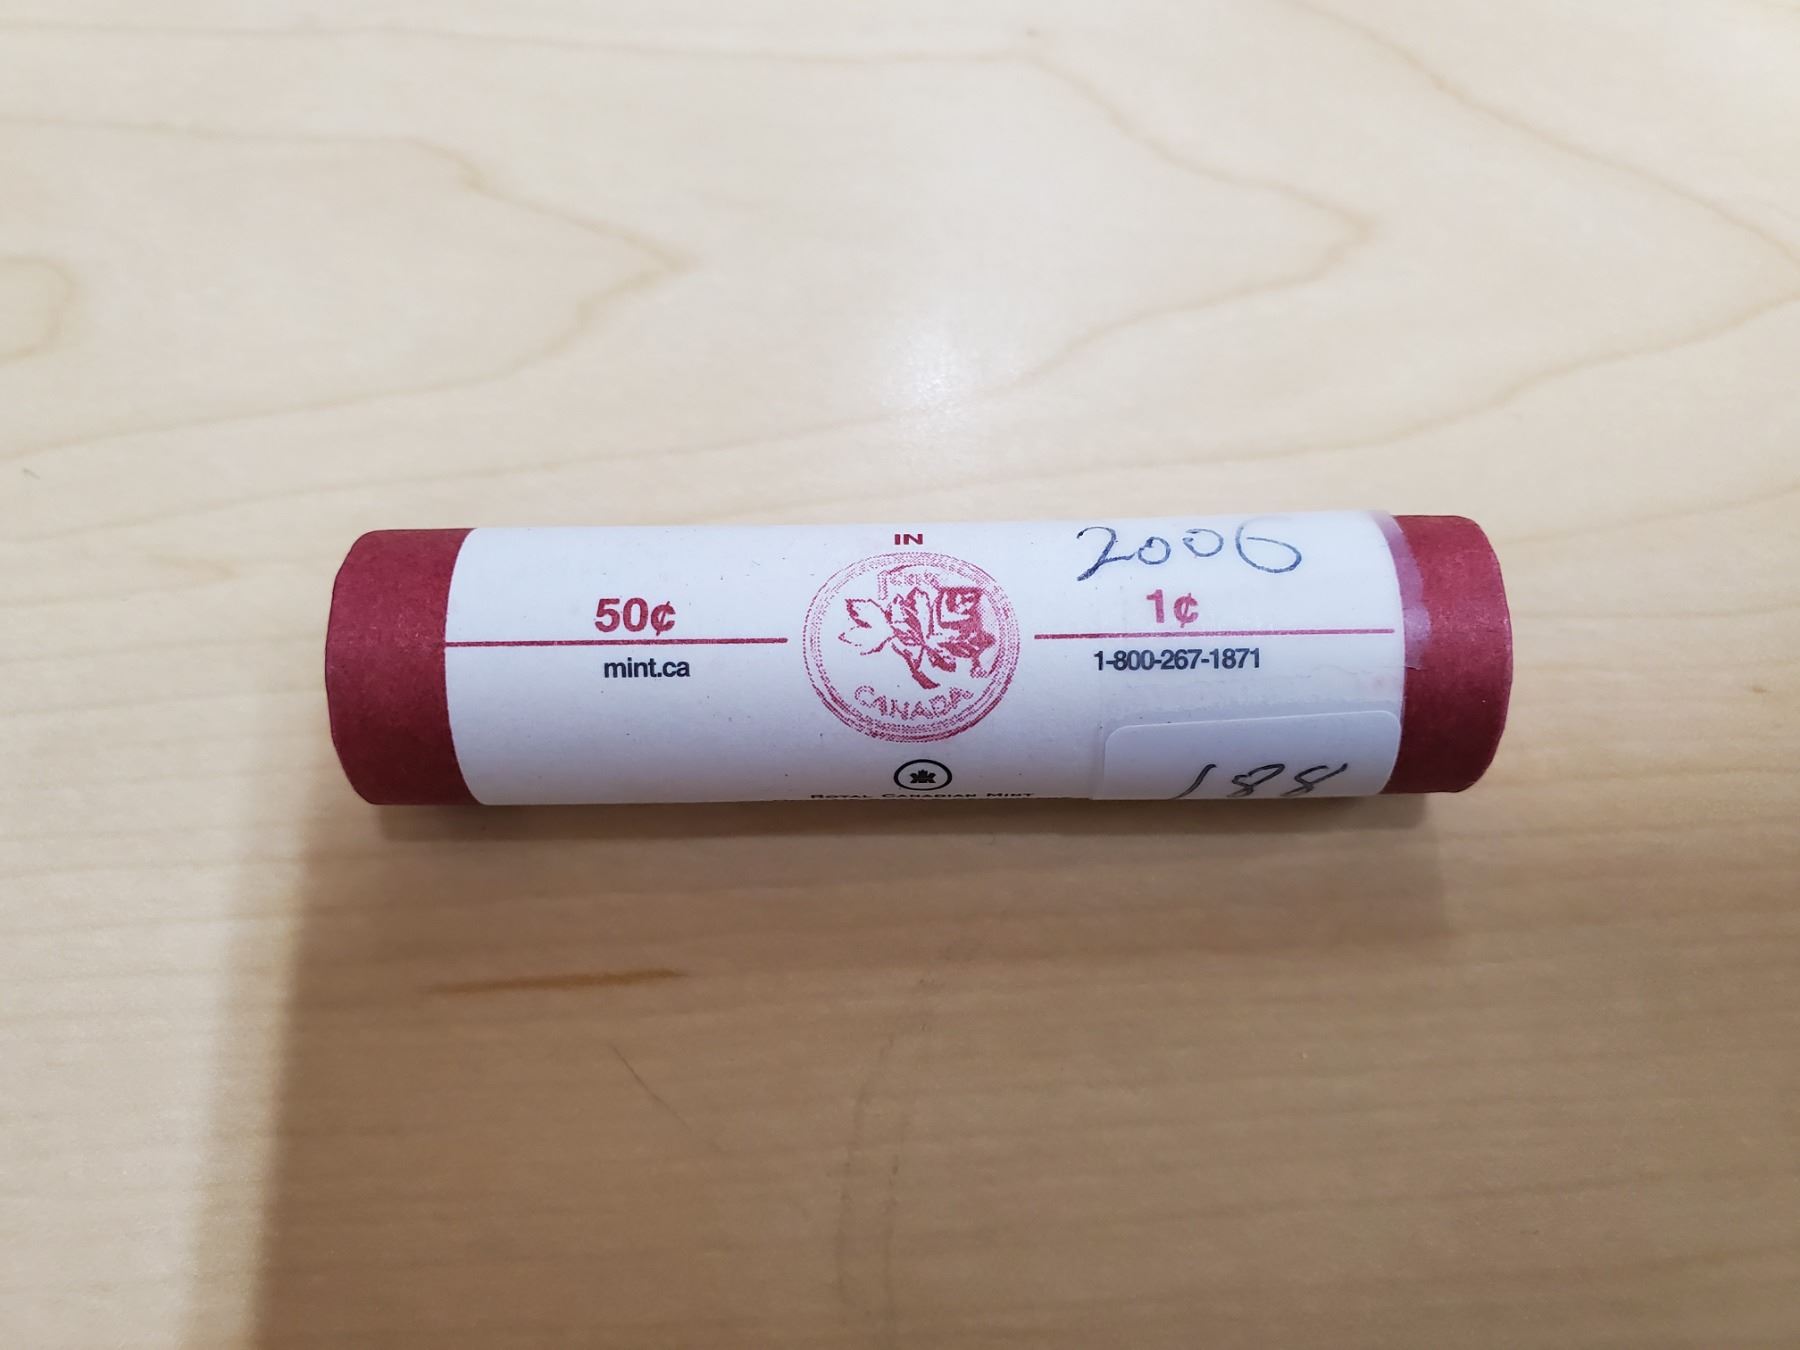 IN
2006
50¢
1¢
mint.ca
1-800-267-1871
CANADA
188
ROYAL CANADIAN MINT